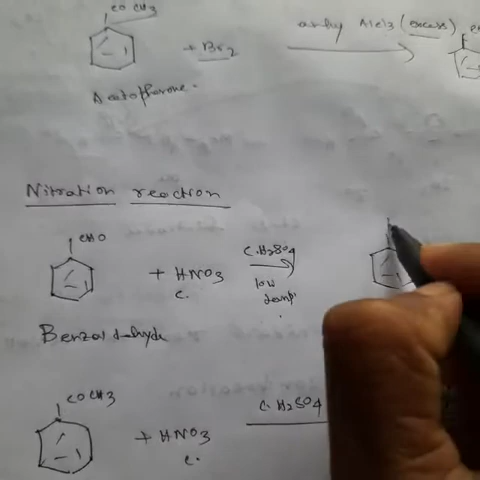 COCH3
+ Br2
anhy AlCl3 (excess)
Acetophenone.
Nitration reaction
CHO
+ HNO3
C.
C.H2SO4
low
temp
Benzaldehyde
COCH3
+ HNO3
C.
C.H2SO4